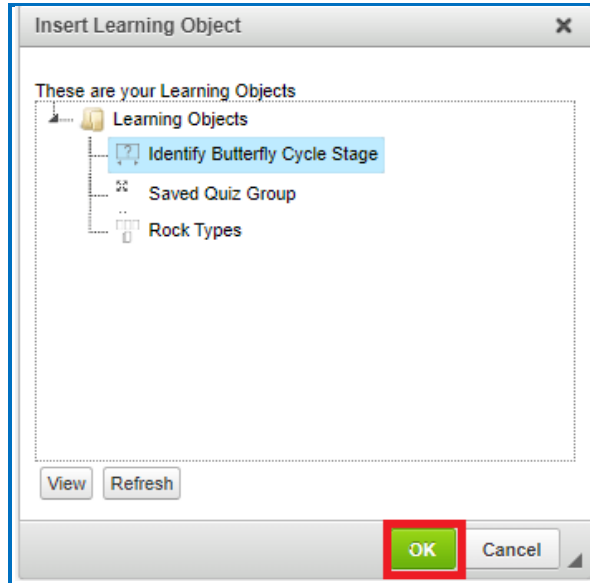 Insert Learning Object
These are your Learning Objects
Learning Objects
Identify Butterfly Cycle Stage
Saved Quiz Group
Rock Types
View Refresh
OK Cancel